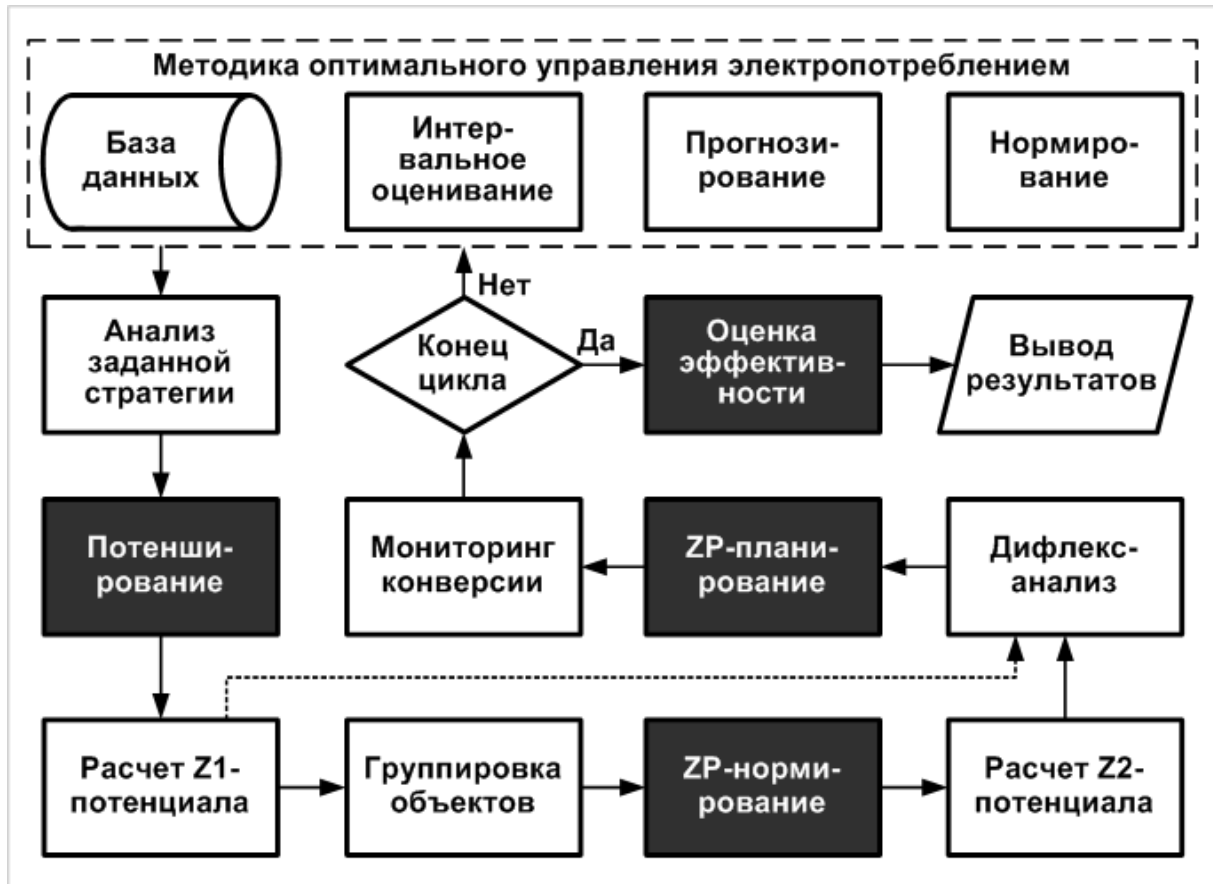 Методика оптимального управления электропотреблением
База
данных
Интер-
вальное
оценивание
Прогнози-
рование
Нормиро-
вание
Нет
Анализ
заданной
стратегии
Конец
цикла
Да
Оценка
эффектив-
ности
Вывод
результатов
Потенши-
рование
Мониторинг
конверсии
ZP-плани-
рование
Дифлекс-
анализ
Расчет Z1-
потенциала
Группировка
объектов
ZP-норми-
рование
Расчет Z2-
потенциала